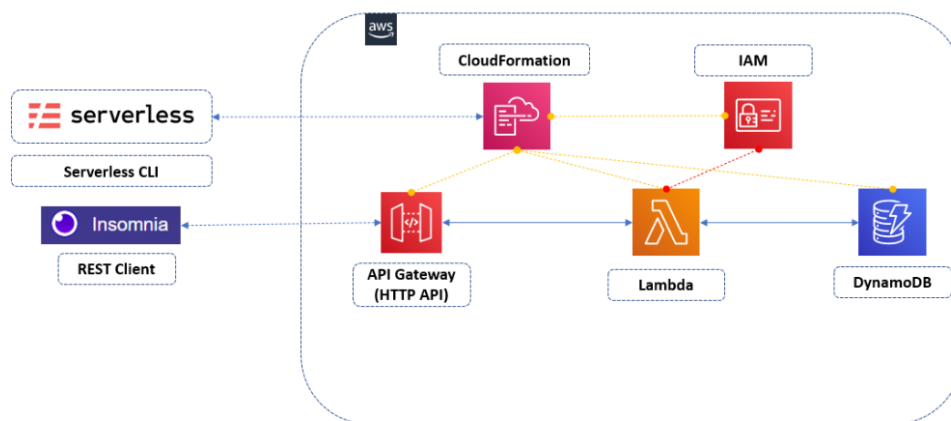 aws
CloudFormation
IAM
serverless
Serverless CLI
Insomnia
REST Client
API Gateway
(HTTP API)
Lambda
DynamoDB